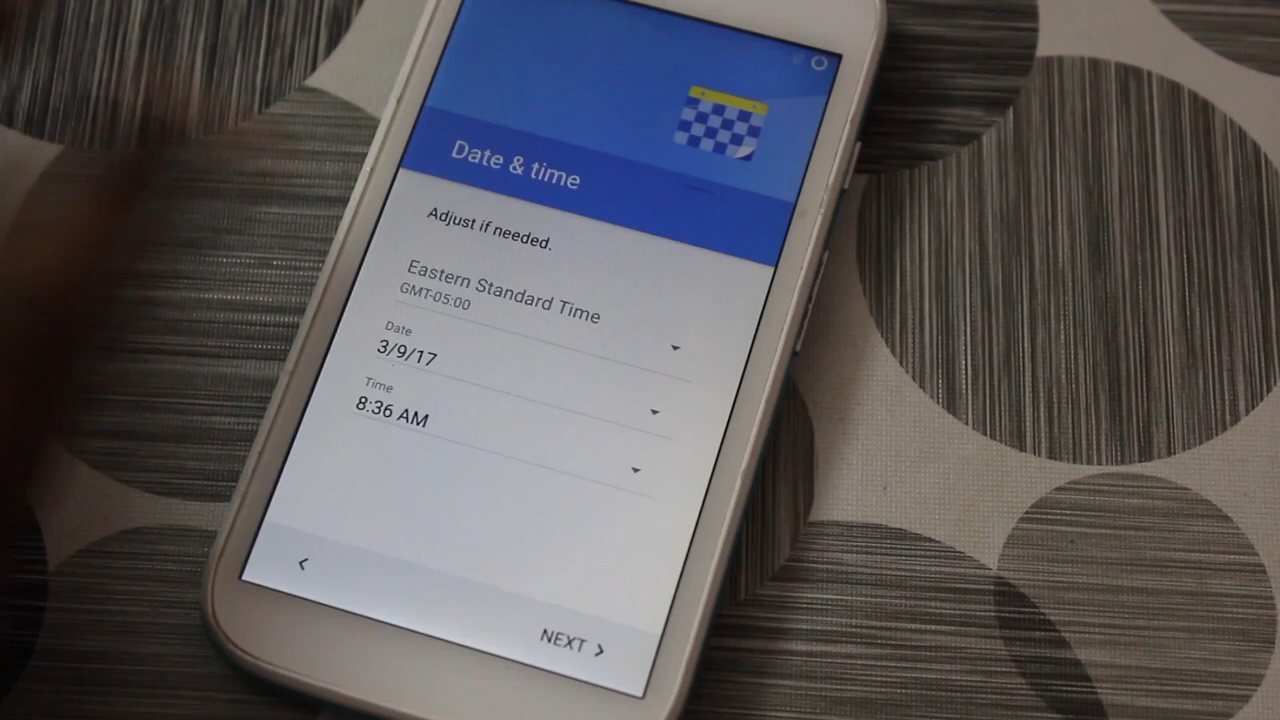 Date & time
Adjust if needed.
Eastern Standard Time
GMT-05:00
Date
3/9/17
Time
8:36 AM
NEXT